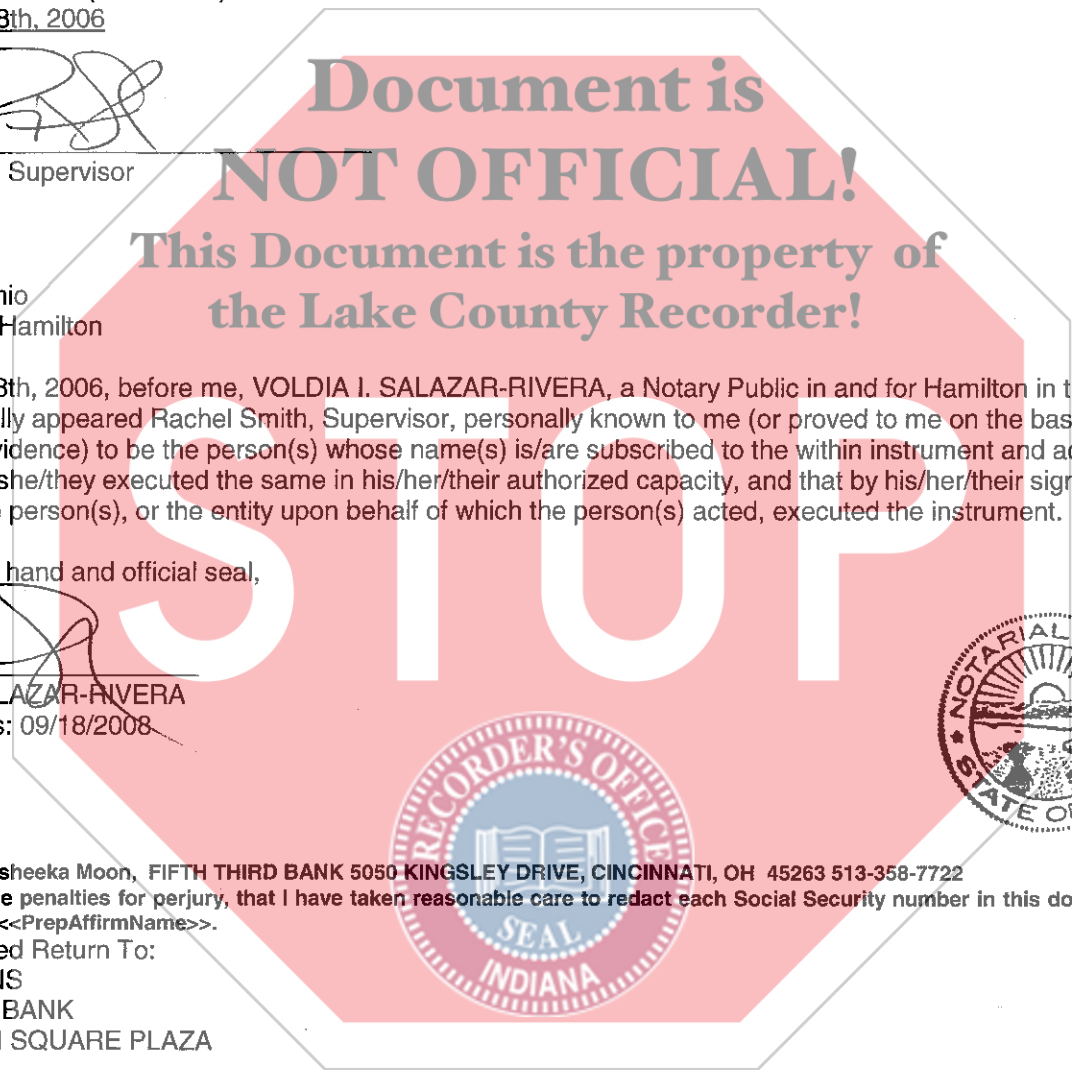 8th, 2006
Document is
NOT OFFICIAL!
Supervisor
This Document is the property of
the Lake County Recorder!
hio
Hamilton
8th, 2006, before me, VOLDIA I. SALAZAR-RIVERA, a Notary Public in and for Hamilton in t
lly appeared Rachel Smith, Supervisor, personally known to me (or proved to me on the bas
vidence) to be the person(s) whose name(s) is/are subscribed to the within instrument and a
she/they executed the same in his/her/their authorized capacity, and that by his/her/their sign
person(s), or the entity upon behalf of which the person(s) acted, executed the instrument.
STOP
hand and official seal,
LAZAR-RIVERA
s: 09/18/2008
NOTARIAL
STATE OF
RECORDER'S OFFICE
SEAL
INDIANA
sheeka Moon, FIFTH THIRD BANK 5050 KINGSLEY DRIVE, CINCINNATI, OH 45263 513-358-7722
e penalties for perjury, that I have taken reasonable care to redact each Social Security number in this do
<<PrepAffirmName>>.
ed Return To:
NS
BANK
SQUARE PLAZA